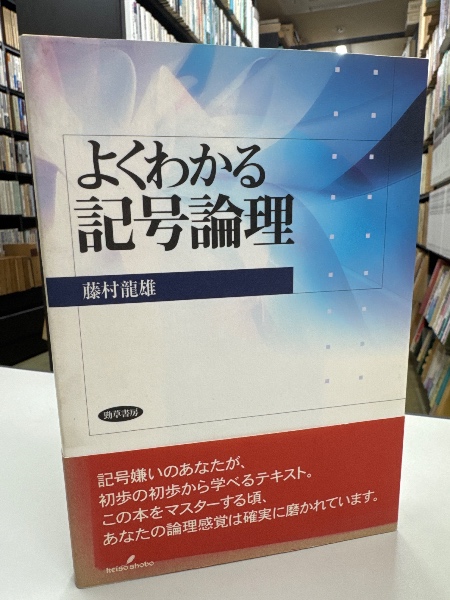 よくわかる
記号論理
藤村龍雄
勁草書房
記号嫌いのあなたが、
初歩の初歩から学べるテキスト。
この本をマスターする頃、
あなたの論理感覚は確実に磨かれています。
keiso shobo